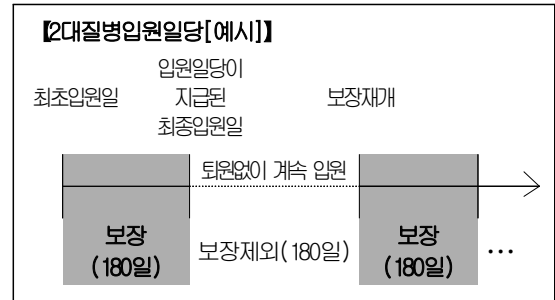 【2대질병입원일당[예시]】
입원일당이
최초입원일 지급된 보장재개
최종입원일
퇴원없이 계속 입원
보장 보장제외(180일) 보장 …
(180일) (180일)